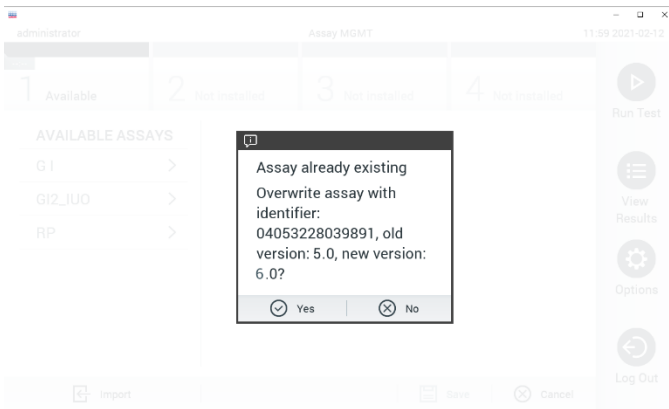 administrator Assay MGMT 11:59 2021-02-12
1 Available 2 Not installed 3 Not installed 4 Not installed
Run Test
AVAILABLE ASSAYS
G I
GI2_IUO
RP
Assay already existing
Overwrite assay with
identifier:
04053228039891, old
version: 5.0, new version:
6.0?
Yes No
View
Results
Options
Log Out
Import Save Cancel